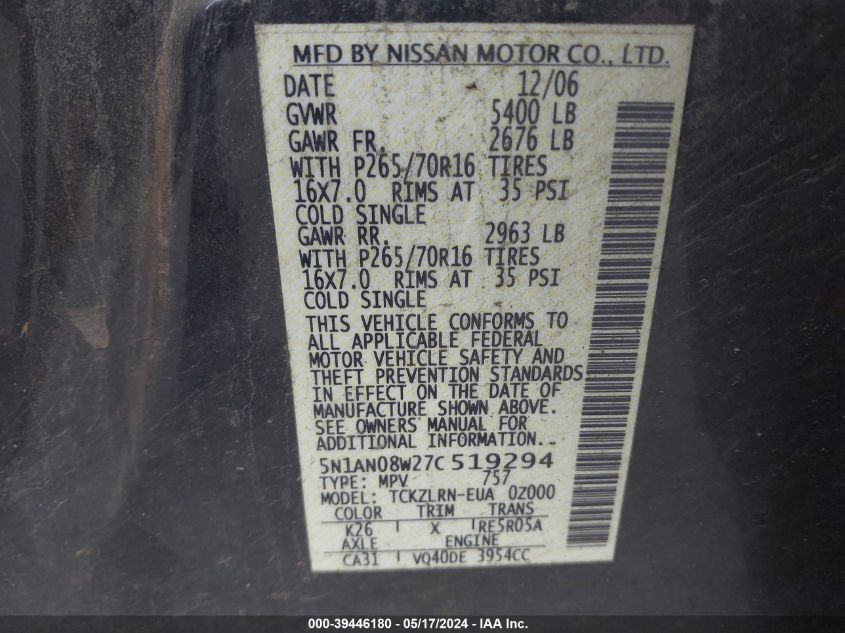 MFD BY NISSAN MOTOR CO., LTD.
DATE 12/06
GVWR 5400 LB
GAWR FR. 2676 LB
WITH P265/70R16 TIRES
16X7.0 RIMS AT 35 PSI
COLD SINGLE
GAWR RR. 2963 LB
WITH P265/70R16 TIRES
16X7.0 RIMS AT 35 PSI
COLD SINGLE
THIS VEHICLE CONFORMS TO
ALL APPLICABLE FEDERAL
MOTOR VEHICLE SAFETY AND
THEFT PREVENTION STANDARDS
IN EFFECT ON THE DATE OF
MANUFACTURE SHOWN ABOVE.
SEE OWNERS MANUAL FOR
ADDITIONAL INFORMATION..
5N1AN08W27C519294
TYPE: MPV 757
MODEL: TCKZLRN-EUA 0Z000
COLOR TRIM TRANS
K26 X RE5R05A
AXLE ENGINE
CA31 VQ40DE 3954CC
000-39446180 - 05/17/2024 - IAA Inc.